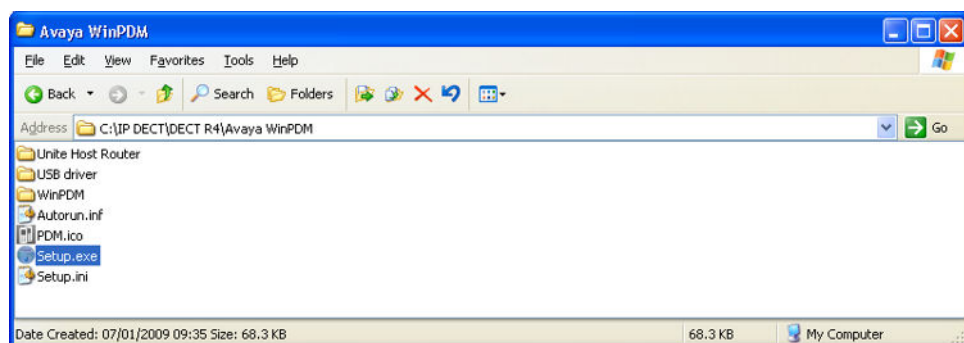 Avaya WinPDM
File Edit View Favorites Tools Help
Back Search Folders
Address C:\IP DECT\DECT R4\Avaya WinPDM Go
Unite Host Router
USB driver
WinPDM
Autorun.inf
PDM.ico
Setup.exe
Setup.ini
Date Created: 07/01/2009 09:35 Size: 68.3 KB 68.3 KB My Computer